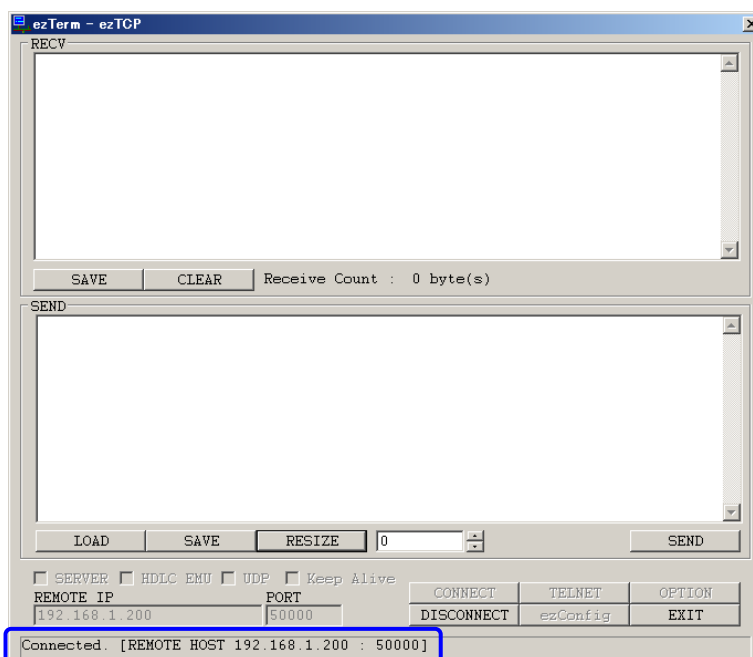 ezTerm - ezTCP
RECV
SAVE CLEAR Receive Count : 0 byte(s)
SEND
LOAD SAVE RESIZE 0 SEND
SERVER HDLC EMU UDP Keep Alive
CONNECT TELNET OPTION
REMOTE IP PORT
192.168.1.200 50000 DISCONNECT ezConfig EXIT
Connected. [REMOTE HOST 192.168.1.200 : 50000]